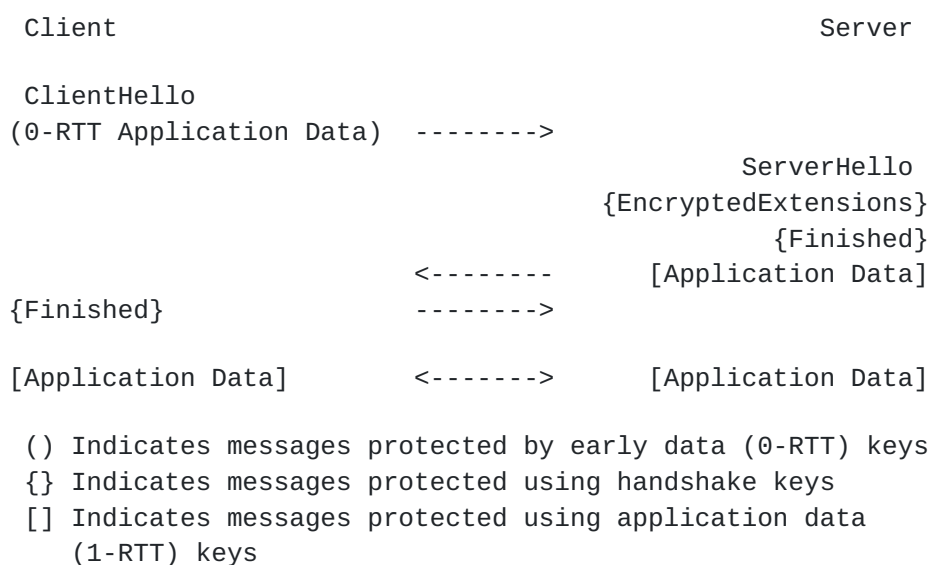 Client Server
ClientHello
(0-RTT Application Data) -------->
ServerHello
{EncryptedExtensions}
{Finished}
<-------- [Application Data]
{Finished} -------->
[Application Data] <-------> [Application Data]
() Indicates messages protected by early data (0-RTT) keys
{} Indicates messages protected using handshake keys
[] Indicates messages protected using application data
(1-RTT) keys